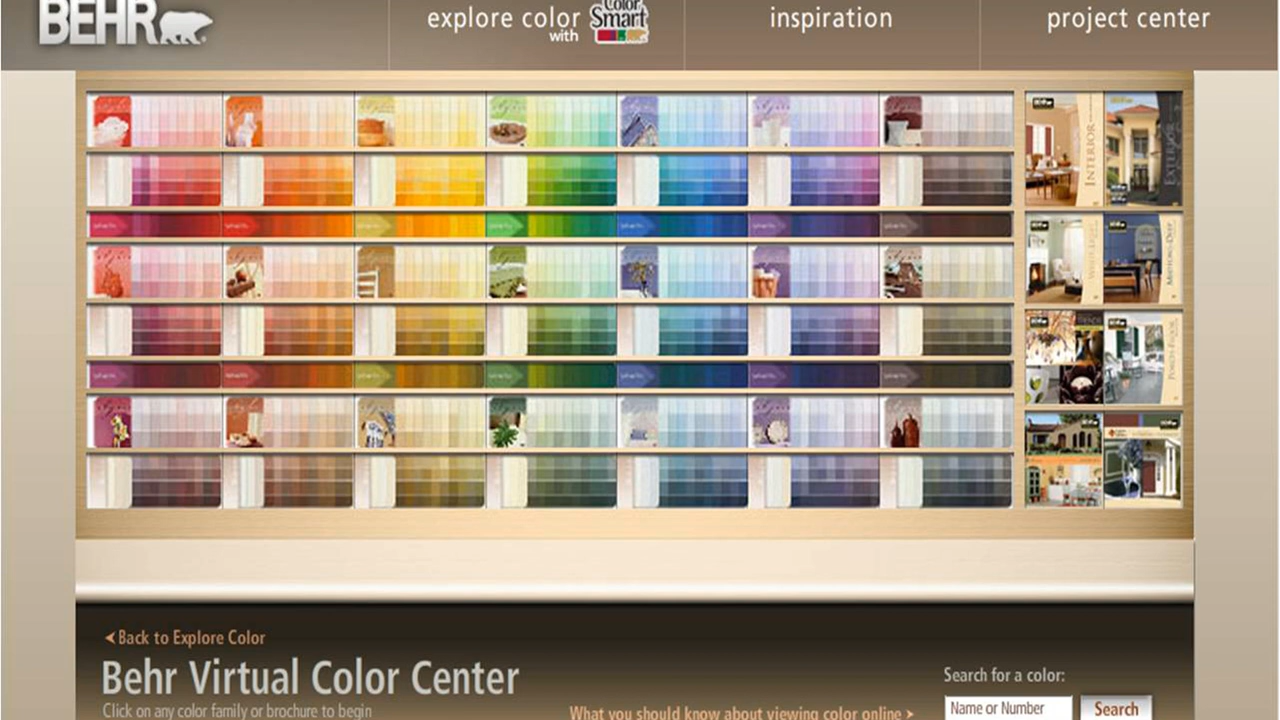 BEHR
explore color
with
Color
Smart
inspiration
project center
INTERIOR
EXTERIOR
Back to Explore Color
Behr Virtual Color Center
Click on any color family or brochure to begin
What you should know about viewing color online >
Search for a color:
Name or Number
Search